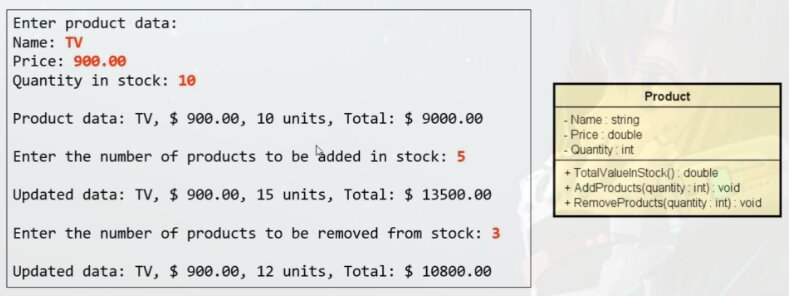 Enter product data:
Name: TV
Price: 900.00
Quantity in stock: 10
Product data: TV, $ 900.00, 10 units, Total: $ 9000.00
Enter the number of products to be added in stock: 5
Updated data: TV, $ 900.00, 15 units, Total: $ 13500.00
Enter the number of products to be removed from stock: 3
Updated data: TV, $ 900.00, 12 units, Total: $ 10800.00
Product
- Name : string
- Price : double
- Quantity : int
+ TotalValueInStock() : double
+ AddProducts(quantity : int) : void
+ RemoveProducts(quantity : int) : void